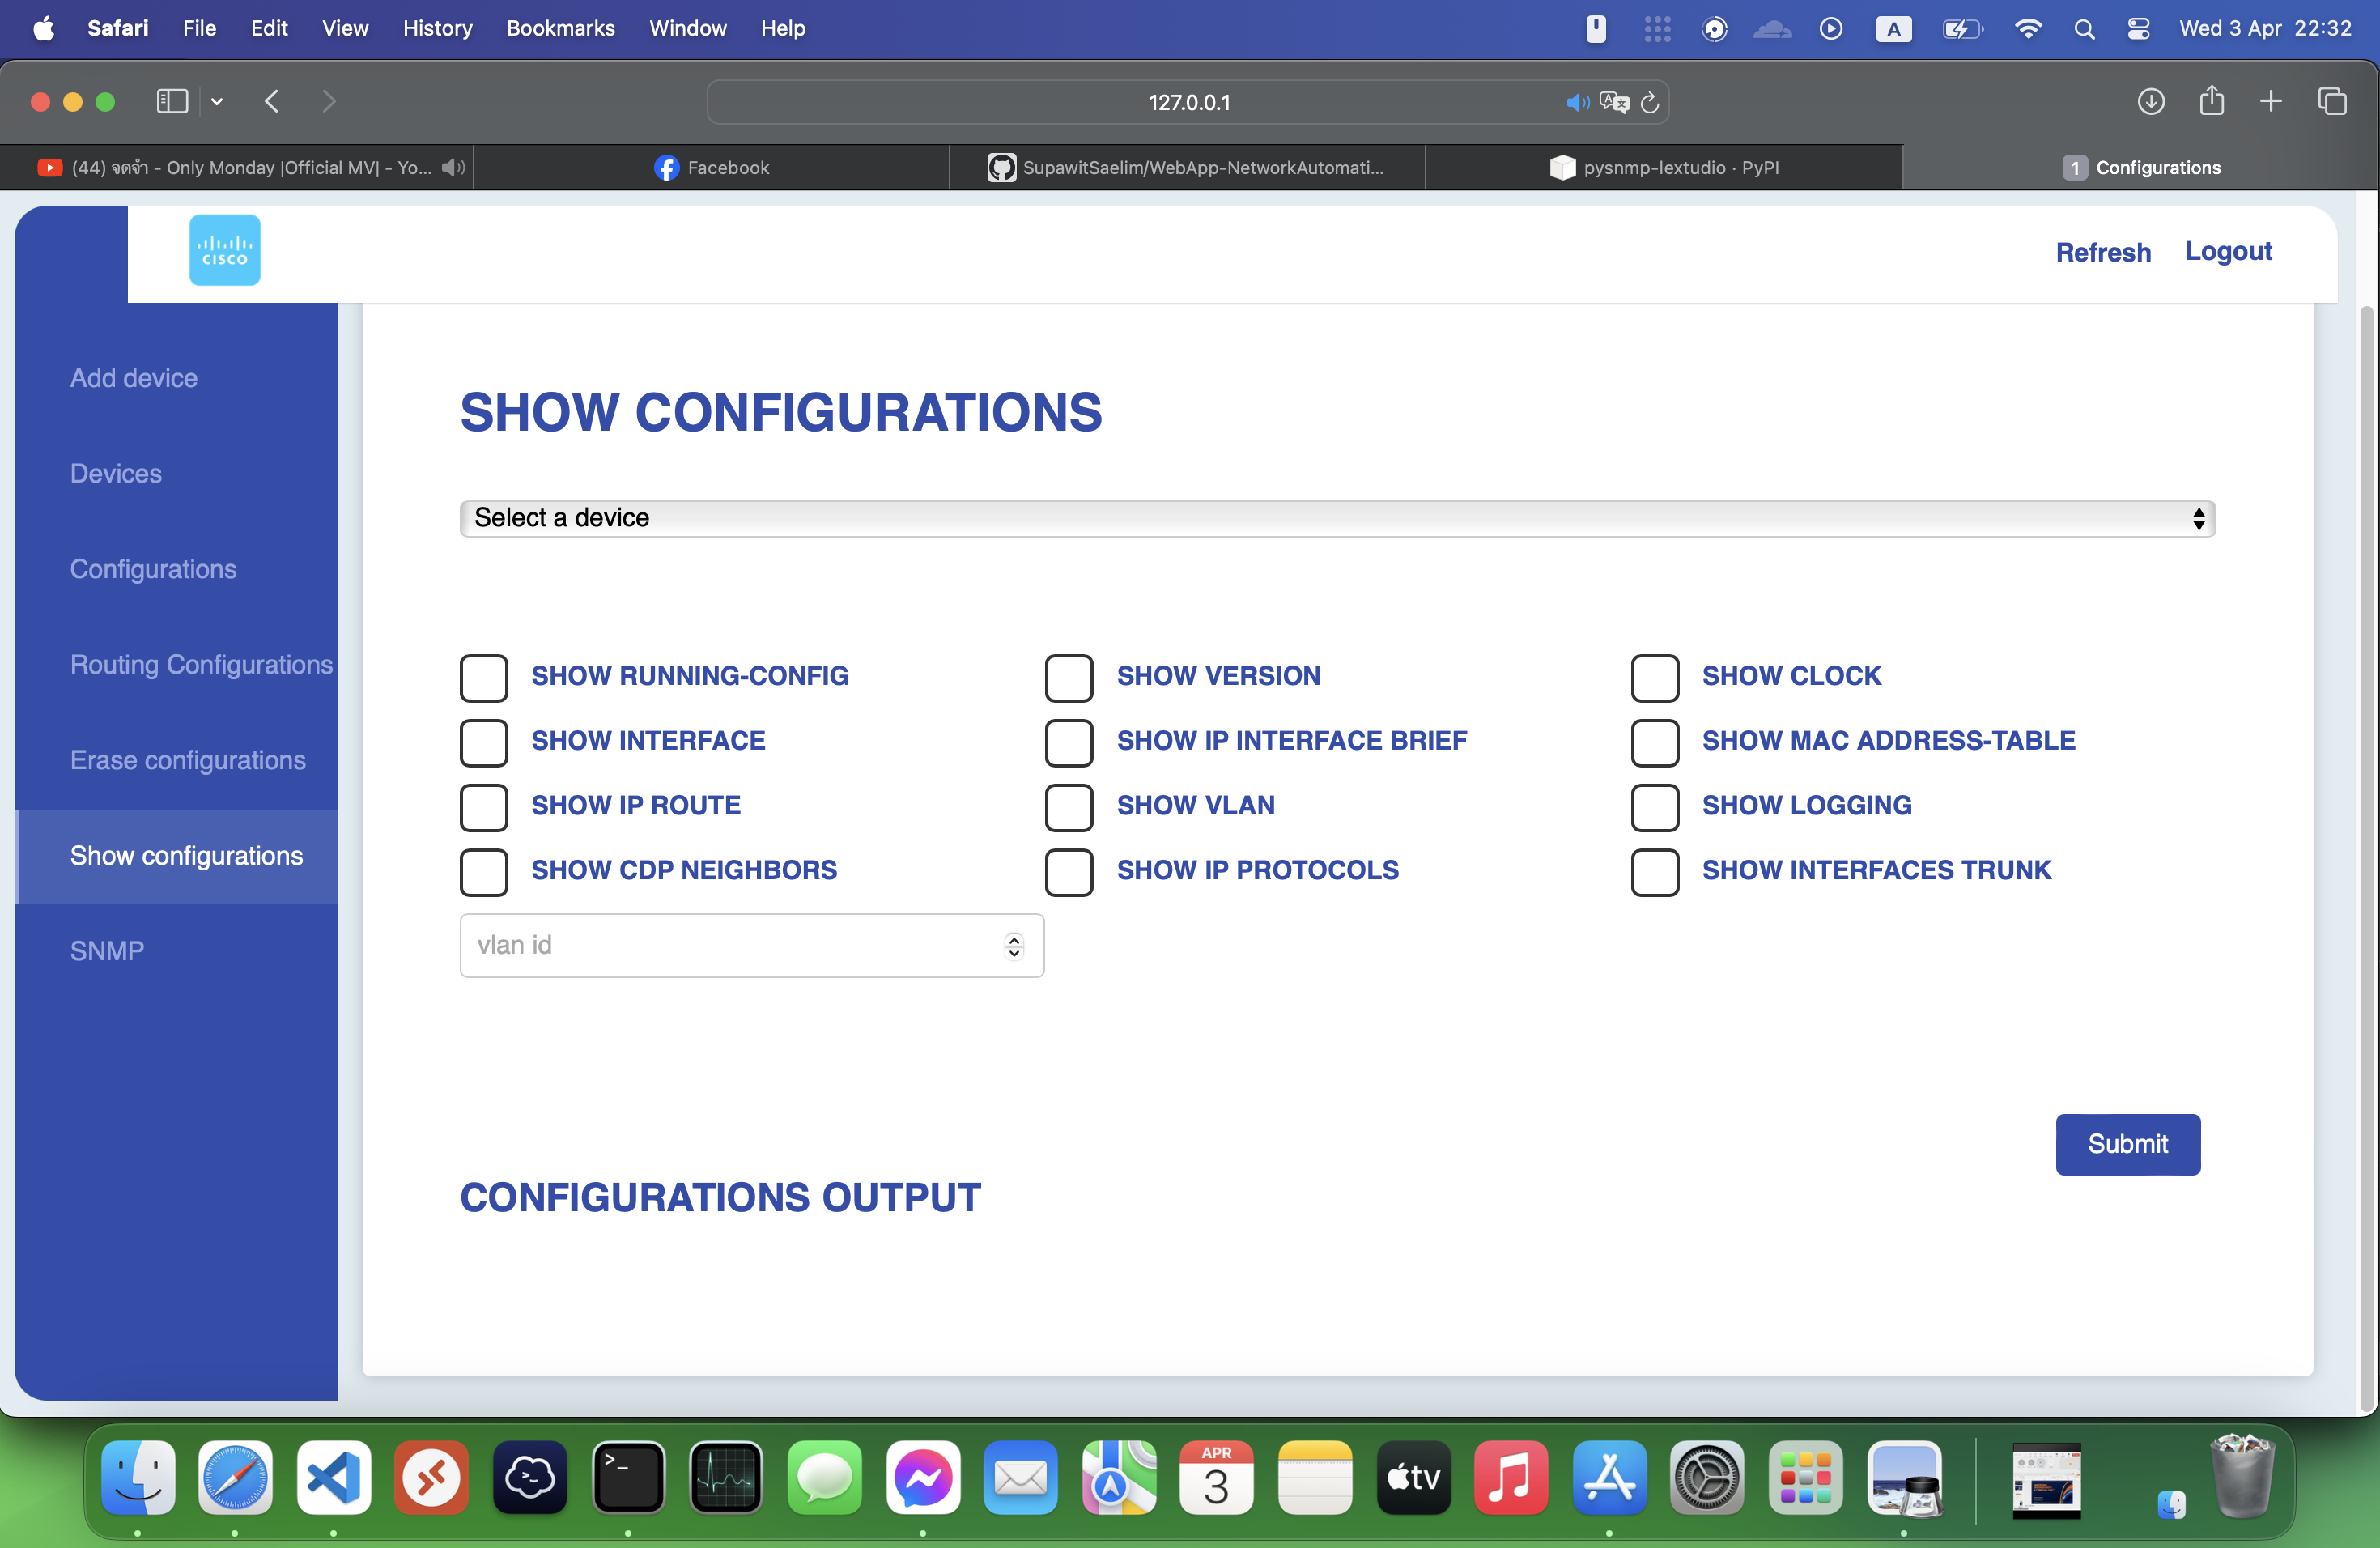 Safari File Edit View History Bookmarks Window Help A Wed 3 Apr 22:32
127.0.0.1
(44) จดจำ - Only Monday |Official MV| - Yo... Facebook SupawitSaelim/WebApp-NetworkAutomati... pysnmp-lextudio · PyPI 1 Configurations
CISCO
Refresh Logout
Add device
Devices
Configurations
Routing Configurations
Erase configurations
Show configurations
SNMP
SHOW CONFIGURATIONS
Select a device
SHOW RUNNING-CONFIG SHOW VERSION SHOW CLOCK
SHOW INTERFACE SHOW IP INTERFACE BRIEF SHOW MAC ADDRESS-TABLE
SHOW IP ROUTE SHOW VLAN SHOW LOGGING
SHOW CDP NEIGHBORS SHOW IP PROTOCOLS SHOW INTERFACES TRUNK
vlan id
Submit
CONFIGURATIONS OUTPUT
APR
3
tv